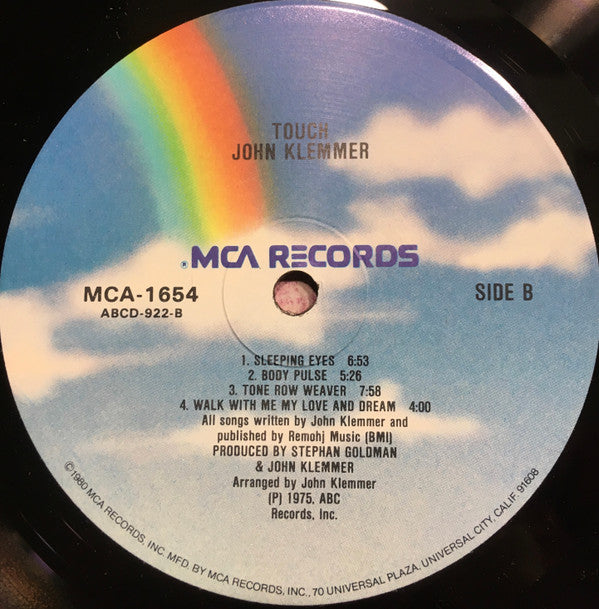 TOUCH
JOHN KLEMMER
®MCA RECORDS
MCA-1654
ABCD-922-B
SIDE B
1. SLEEPING EYES 6:53
2. BODY PULSE 5:26
3. TONE ROW WEAVER 7:58
4. WALK WITH ME MY LOVE AND DREAM 4:00
All songs written by John Klemmer and
published by Remohj Music (BMI)
PRODUCED BY STEPHAN GOLDMAN
& JOHN KLEMMER
Arranged by John Klemmer
(P) 1975, ABC
Records, Inc.
©1980 MCA RECORDS, INC. MFD. BY MCA RECORDS, INC., 70 UNIVERSAL PLAZA, UNIVERSAL CITY, CALIF. 91608